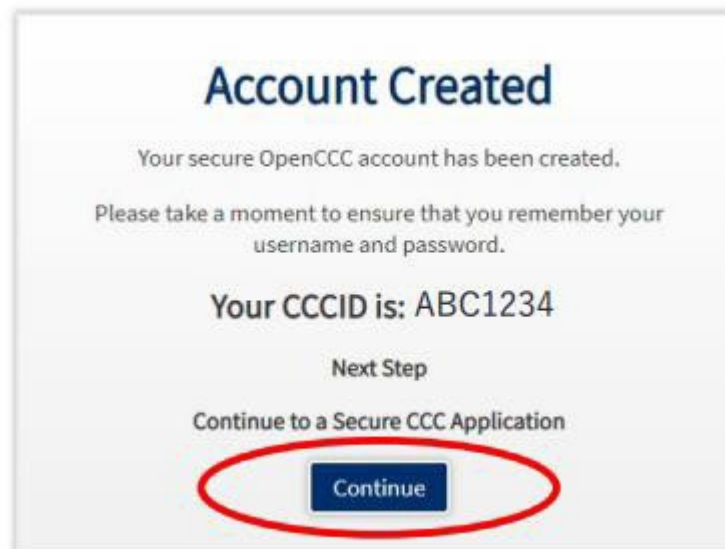 Account Created
Your secure OpenCCC account has been created.
Please take a moment to ensure that you remember your
username and password.
Your CCCID is: ABC1234
Next Step
Continue to a Secure CCC Application
Continue